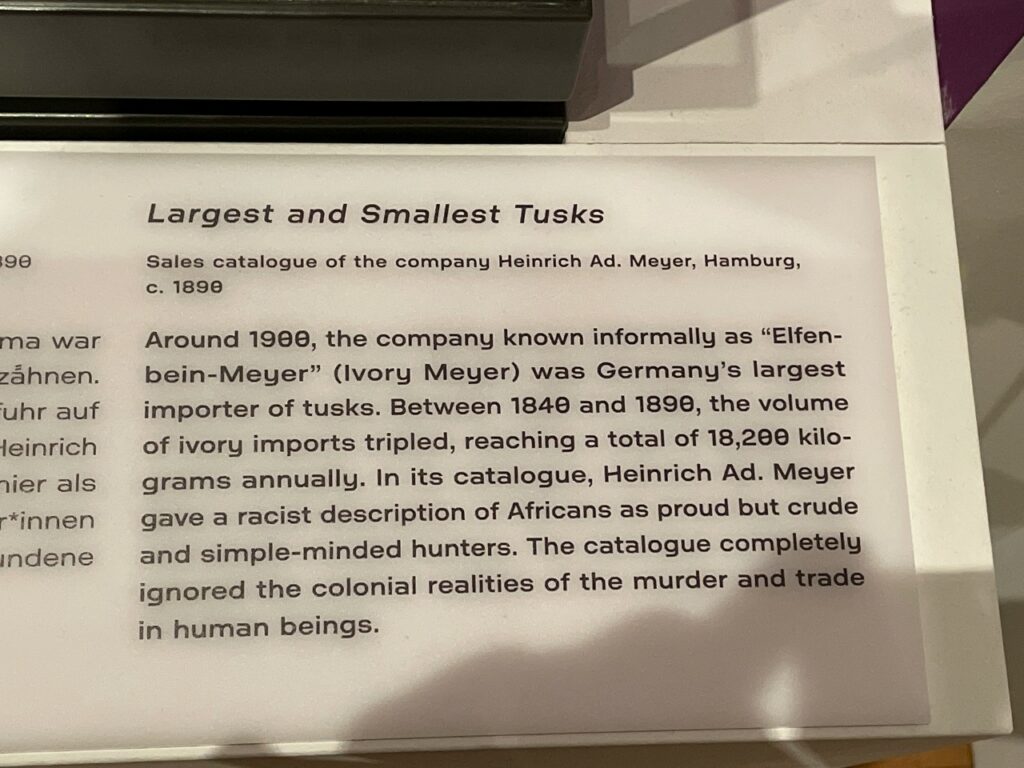 890
ma war
zähnen.
fuhr auf
Heinrich
hier als
r*innen
undene
Largest and Smallest Tusks
Sales catalogue of the company Heinrich Ad. Meyer, Hamburg,
c. 1890
Around 1900, the company known informally as “Elfen-
bein-Meyer” (Ivory Meyer) was Germany’s largest
importer of tusks. Between 1840 and 1890, the volume
of ivory imports tripled, reaching a total of 18,200 kilo-
grams annually. In its catalogue, Heinrich Ad. Meyer
gave a racist description of Africans as proud but crude
and simple-minded hunters. The catalogue completely
ignored the colonial realities of the murder and trade
in human beings.